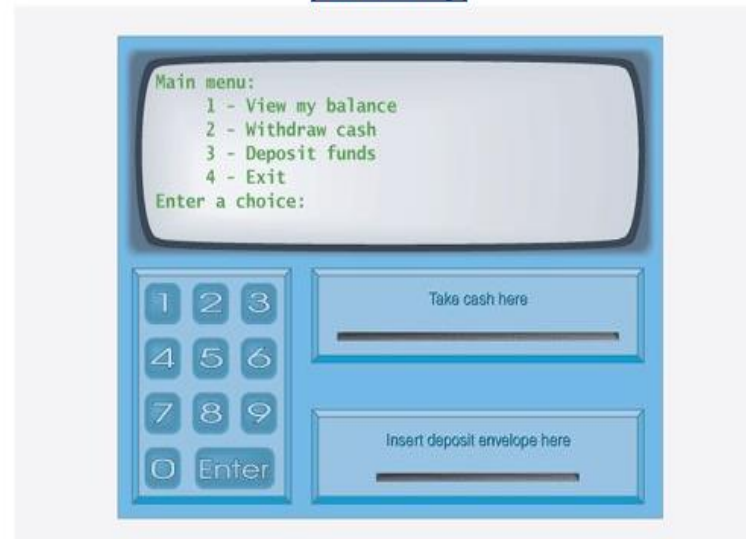 Main menu:
1 - View my balance
2 - Withdraw cash
3 - Deposit funds
4 - Exit
Enter a choice:
1 2 3
4 5 6
7 8 9
0 Enter
Take cash here
Insert deposit envelope here